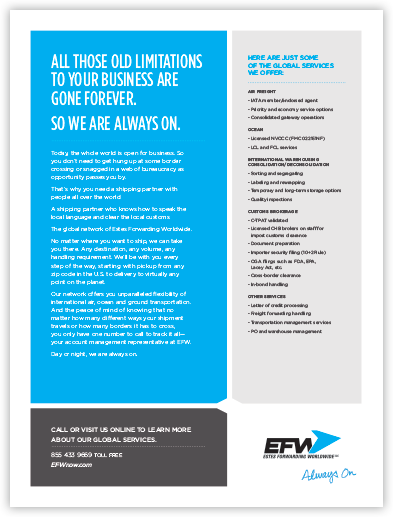 ALL THOSE OLD LIMITATIONS
TO YOUR BUSINESS ARE
GONE FOREVER.
SO WE ARE ALWAYS ON.
Today, the whole world is open for business. So
you don't need to get hung up at some border
crossing or snagged in a web of bureaucracy as
opportunity passes you by.
That's why you need a shipping partner with
people all over the world
A shipping partner who knows how to speak the
local language and clear the local customs
The global network of Estes Forwarding Worldwide.
No matter where you want to ship, we can take
you there. Any destination, any volume, any
handling requirement. We'll be with you every
step of the way, starting with pickup from any
zip code in the U.S. to delivery to virtually any
point on the planet.
Our network offers you unparalleled flexibility of
international air, ocean and ground transportation.
And the peace of mind of knowing that no
matter how many different ways your shipment
travels or how many borders it has to cross,
you only have one number to call to track it all—
your account management representative at EFW.
Day or night, we are always on.
HERE ARE JUST SOME
OF THE GLOBAL SERVICES
WE OFFER:
AIR FREIGHT
• IATA member/endorsed agent
• Priority and economy service options
• Consolidated gateway operations
OCEAN
• Licensed NVOCC (FMC022151NF)
• LCL and FCL services
INTERNATIONAL WAREHOUSING
CONSOLIDATION/DECONSOLIDATION
• Sorting and segregating
• Labeling and rewrapping
• Temporary and long-term storage options
• Quality inspections
CUSTOMS BROKERAGE
• C-TPAT validated
• Licensed CHB brokers on staff for
import customs clearance
• Document preparation
• Importer security filing (10+2 Rule)
• OGA filings such as FDA, EPA,
Lacey Act, etc.
• Cross-border clearance
• In-bond handling
OTHER SERVICES
• Letter of credit processing
• Freight forwarding handling
• Transportation management services
• PO and warehouse management
CALL OR VISIT US ONLINE TO LEARN MORE
ABOUT OUR GLOBAL SERVICES.
855 433 9669 TOLL FREE
EFWnow.com
EFW
ESTES FORWARDING WORLDWIDE
Always On